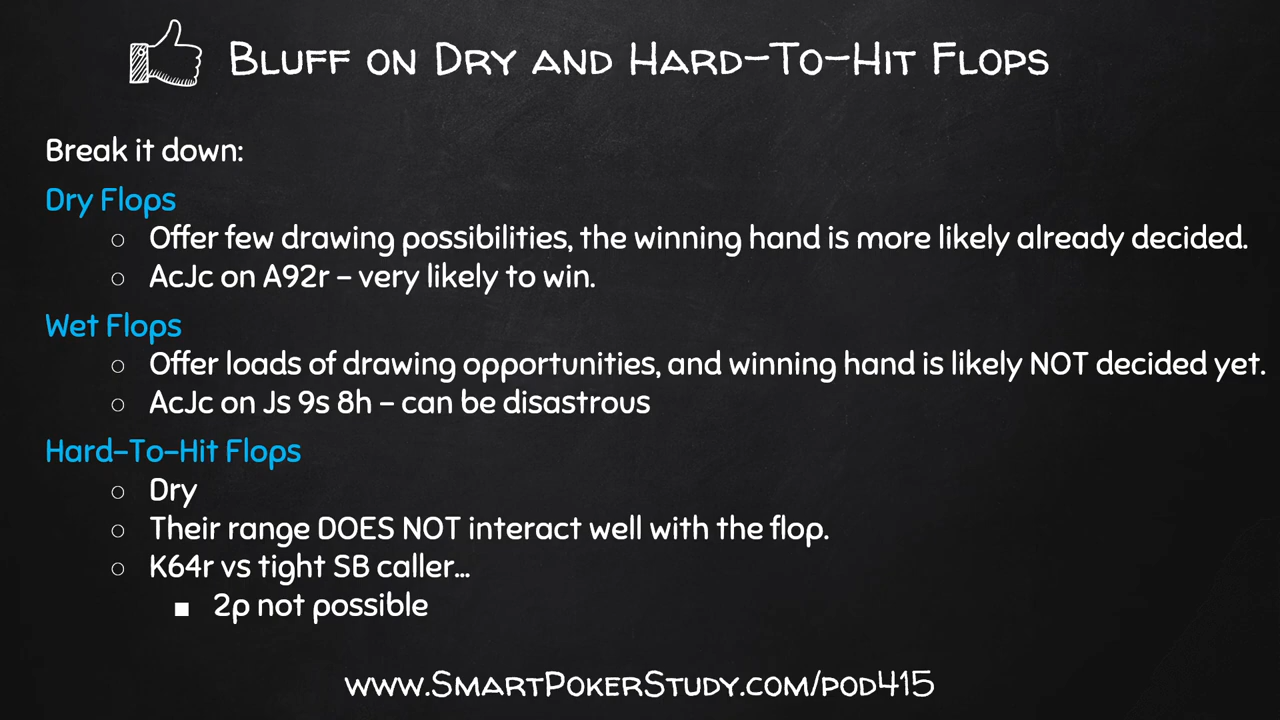 Bluff on Dry and Hard-To-Hit Flops
Break it down:
Dry Flops
○ Offer few drawing possibilities, the winning hand is more likely already decided.
○ AcJc on A92r – very likely to win.
Wet Flops
○ Offer loads of drawing opportunities, and winning hand is likely NOT decided yet.
○ AcJc on Js 9s 8h – can be disastrous
Hard-To-Hit Flops
○ Dry
○ Their range DOES NOT interact well with the flop.
○ K64r vs tight SB caller...
■ 2p not possible
www.SmartPokerStudy.com/pod415